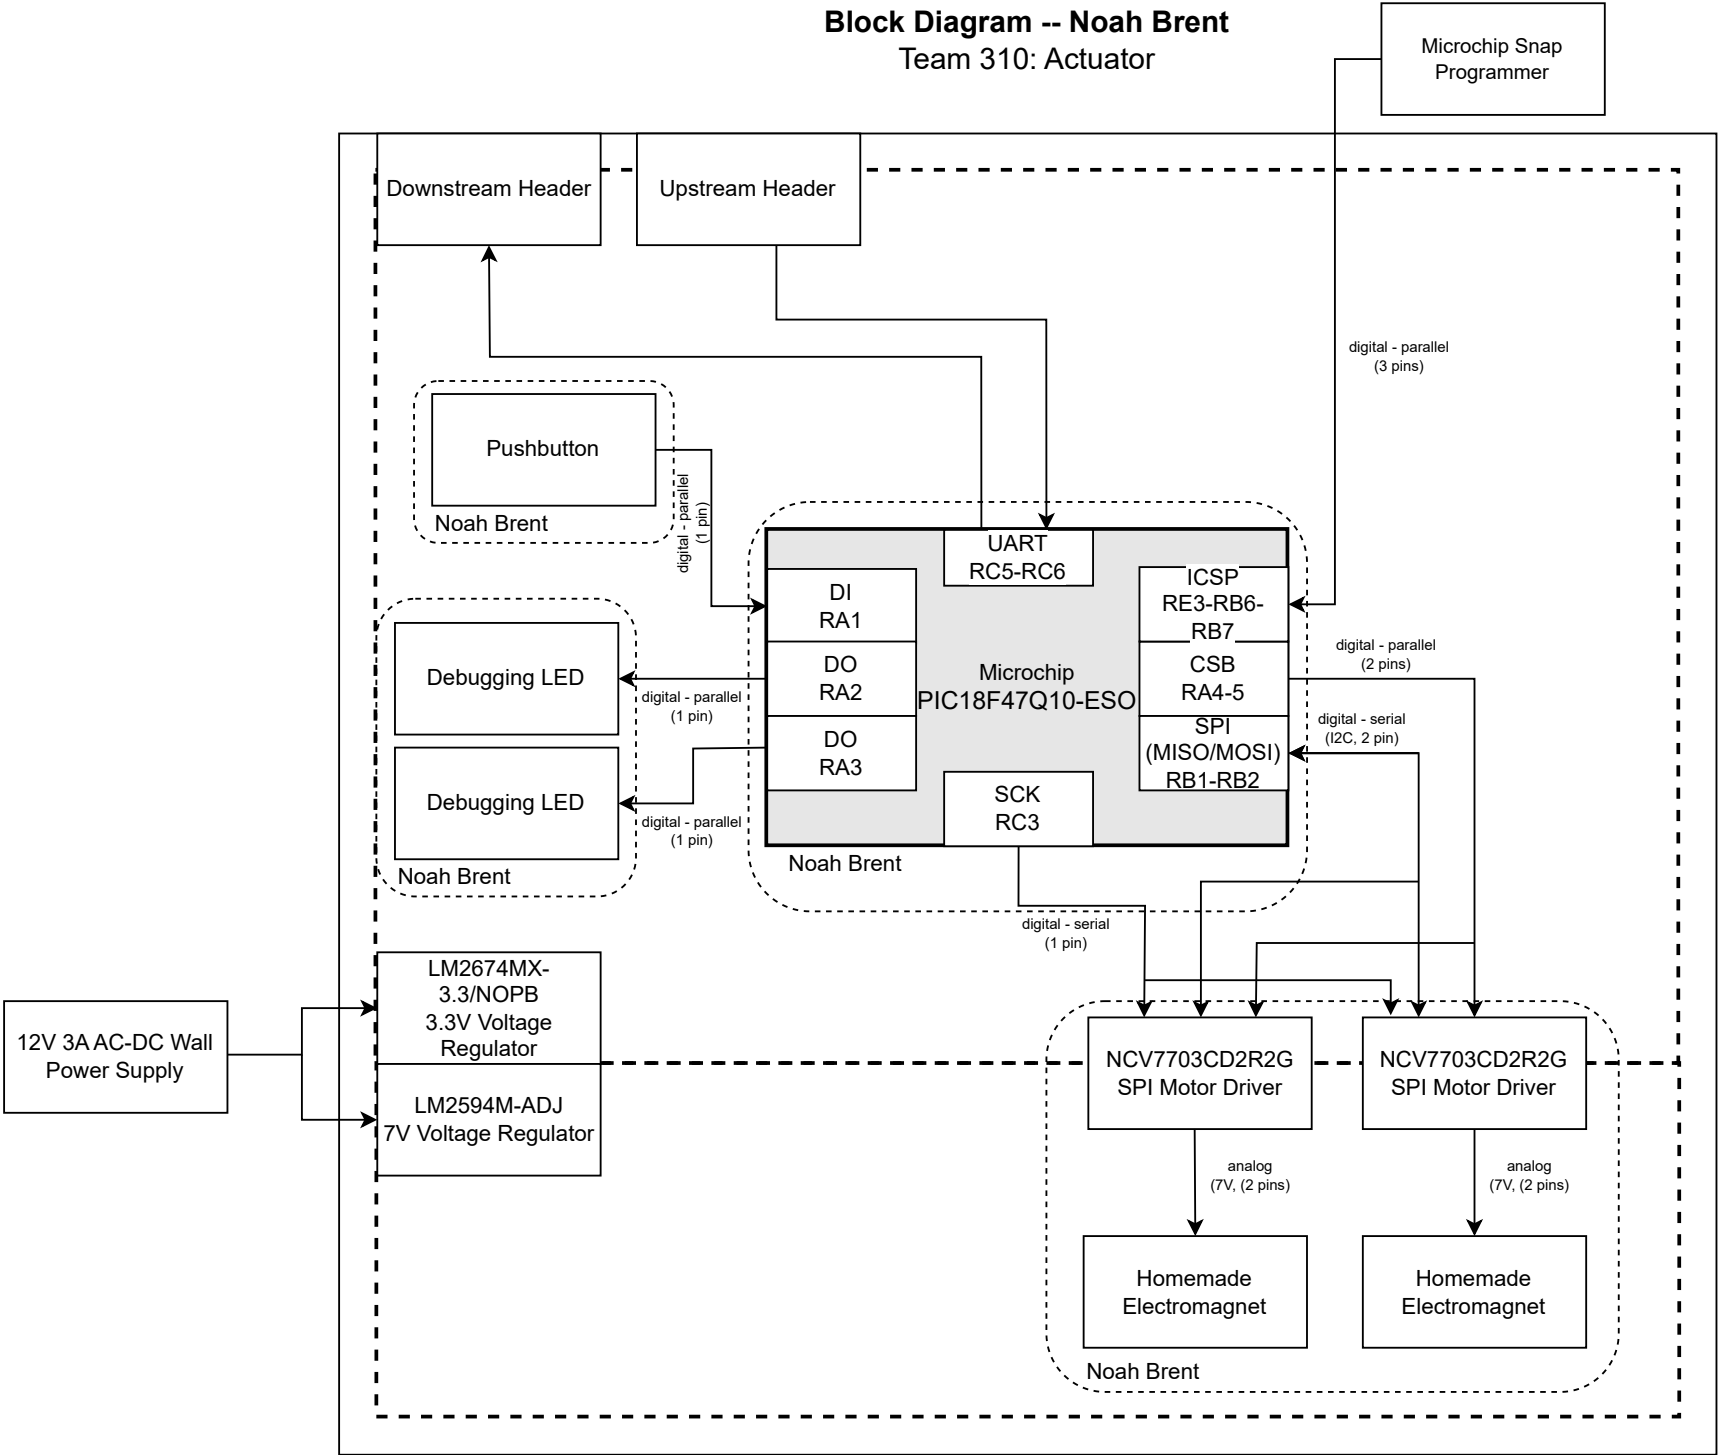 Block Diagram -- Noah Brent
Team 310: Actuator
Microchip Snap
Programmer
Downstream Header
Upstream Header
digital - parallel
(3 pins)
Pushbutton
Noah Brent
digital - parallel
(1 pin)
UART
RC5-RC6
DI
RA1
ICSP
RE3-RB6-
RB7
Debugging LED
digital - parallel
(1 pin)
DO
RA2
Microchip
PIC18F47Q10-ESO
CSB
RA4-5
digital - parallel
(2 pins)
DO
RA3
SPI
(MISO/MOSI)
RB1-RB2
digital - serial
(I2C, 2 pin)
Debugging LED
digital - parallel
(1 pin)
SCK
RC3
Noah Brent
Noah Brent
digital - serial
(1 pin)
LM2674MX-
3.3/NOPB
3.3V Voltage
Regulator
12V 3A AC-DC Wall
Power Supply
LM2594M-ADJ
7V Voltage Regulator
NCV7703CD2R2G
SPI Motor Driver
NCV7703CD2R2G
SPI Motor Driver
analog
(7V, (2 pins)
analog
(7V, (2 pins)
Homemade
Electromagnet
Homemade
Electromagnet
Noah Brent